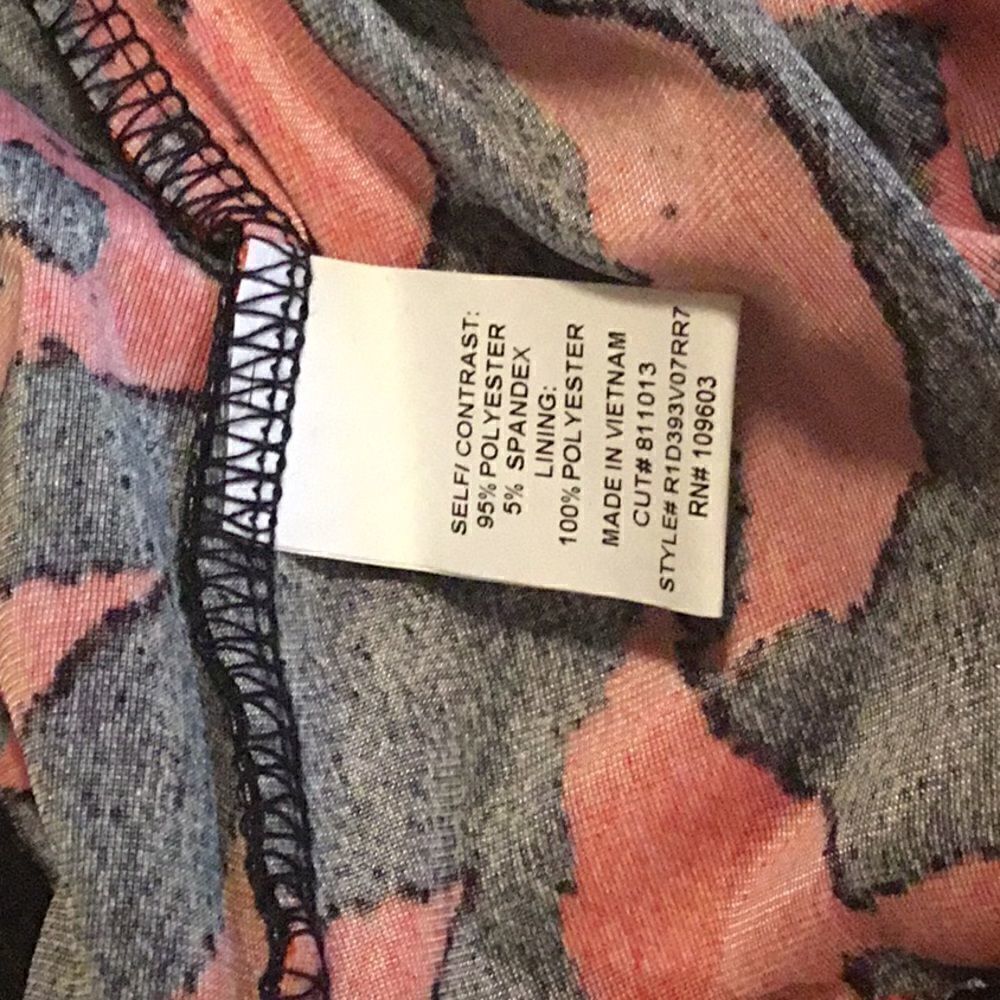 SELF/ CONTRAST:
95% POLYESTER
5% SPANDEX
LINING:
100% POLYESTER
MADE IN VIETNAM
CUT# 811013
STYLE# R1D393V07RR7
RN# 109603